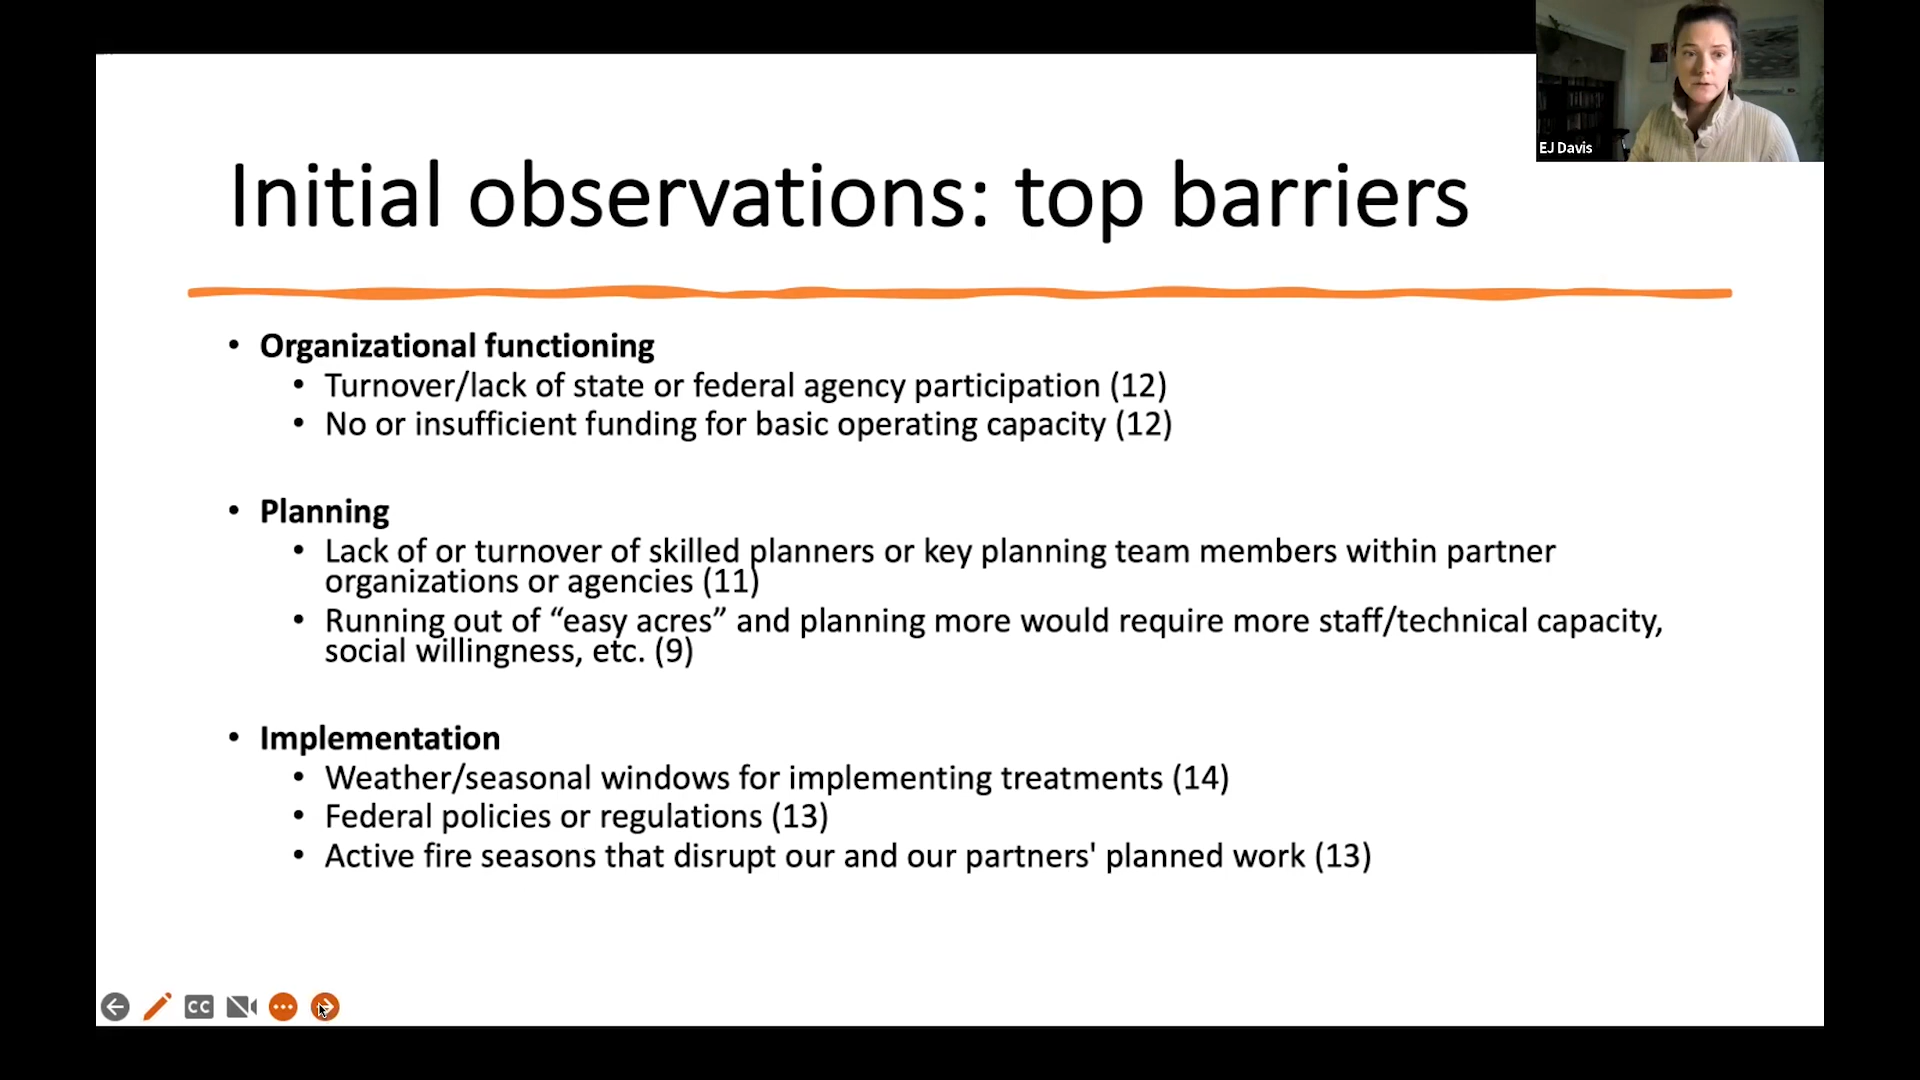 EJ Davis
Initial observations: top barriers
• Organizational functioning
• Turnover/lack of state or federal agency participation (12)
• No or insufficient funding for basic operating capacity (12)
• Planning
• Lack of or turnover of skilled planners or key planning team members within partner
organizations or agencies (11)
• Running out of “easy acres” and planning more would require more staff/technical capacity,
social willingness, etc. (9)
• Implementation
• Weather/seasonal windows for implementing treatments (14)
• Federal policies or regulations (13)
• Active fire seasons that disrupt our and our partners' planned work (13)
CC